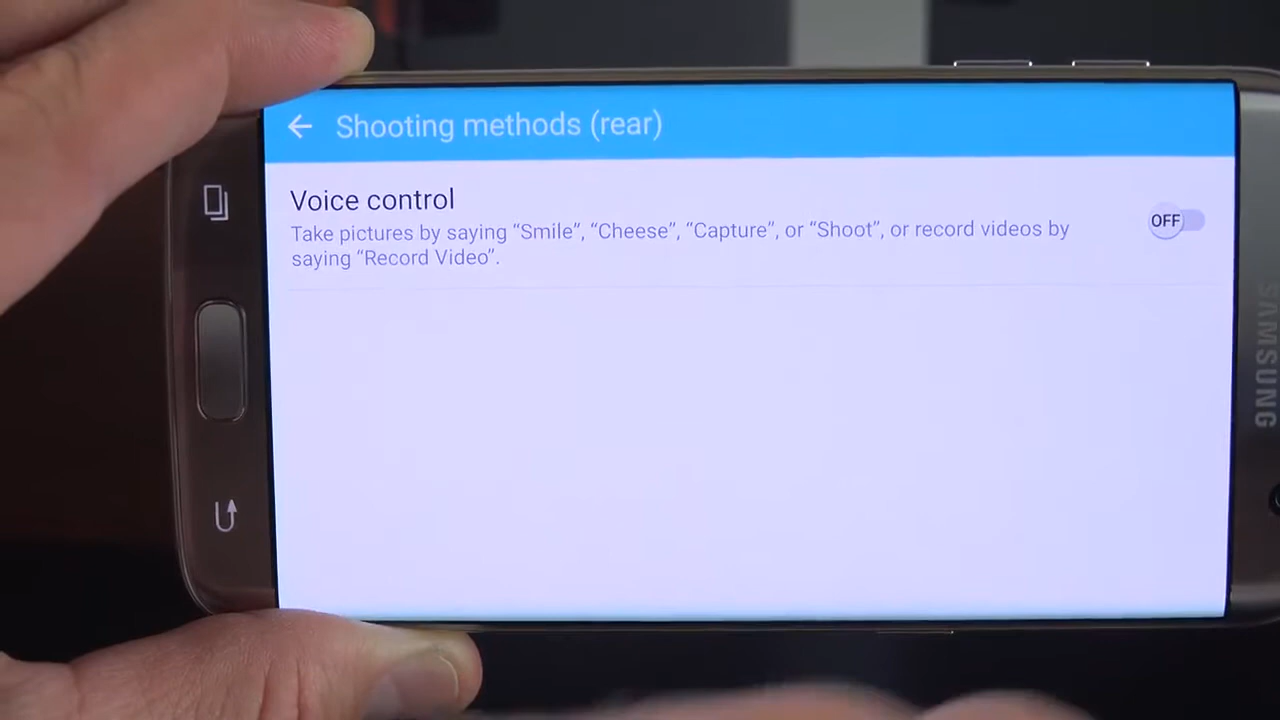 Shooting methods (rear)
Voice control
OFF
Take pictures by saying “Smile”, “Cheese”, “Capture”, or “Shoot”, or record videos by
saying “Record Video”.
SAMSUNG